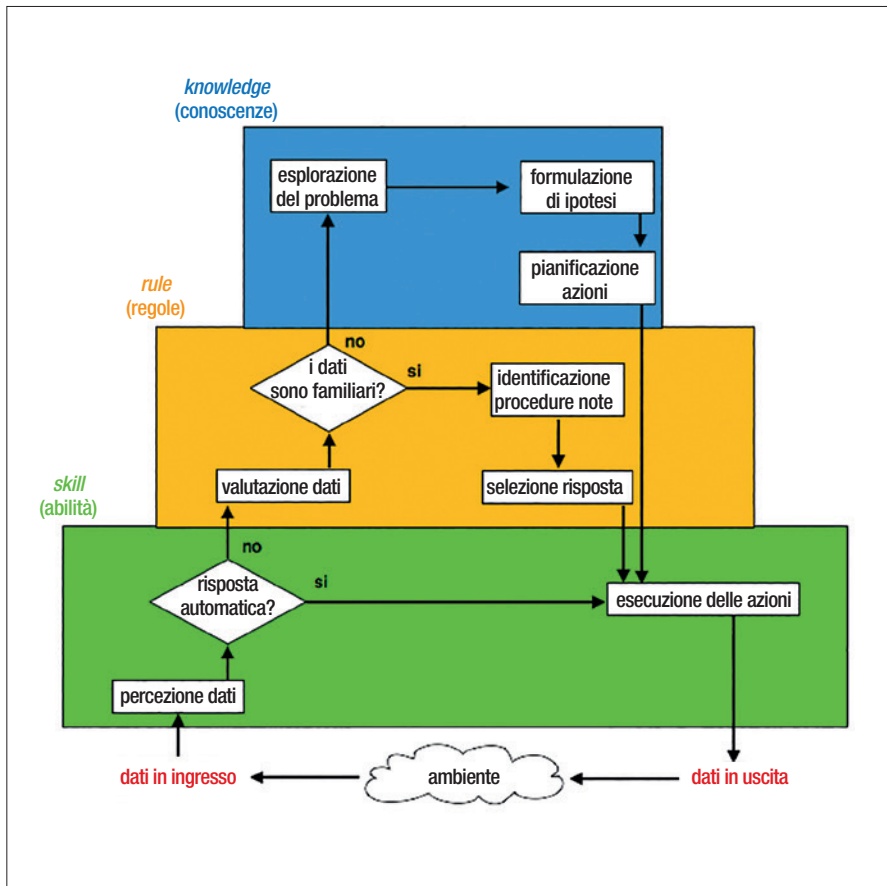 knowledge
(conoscenze)
esplorazione
del problema
formulazione
di ipotesi
pianificazione
azioni
rule
(regole)
no
i dati
sono familiari?
si
identificazione
procedure note
valutazione dati
selezione risposta
skill
(abilità)
no
risposta
automatica?
si
esecuzione delle azioni
percezione dati
dati in ingresso
ambiente
dati in uscita